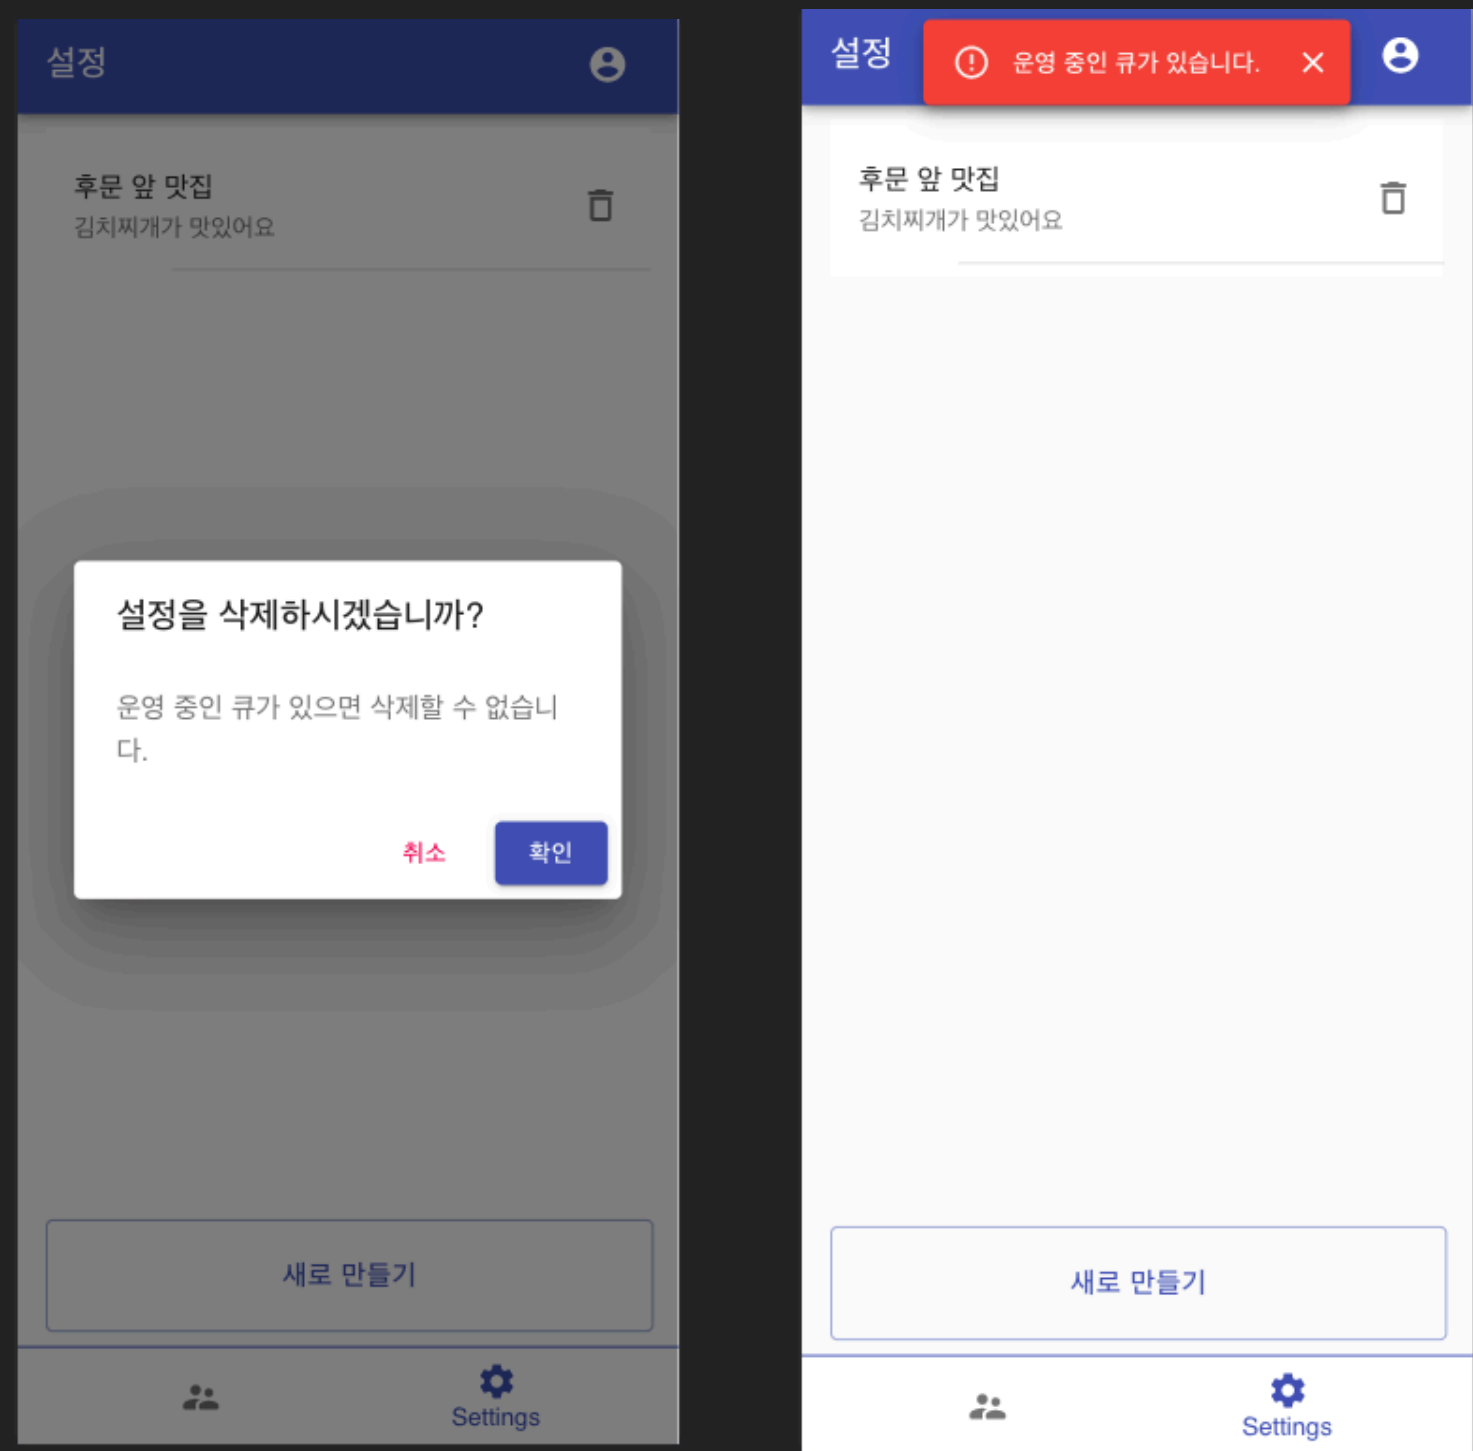 설정
후문 앞 맛집
김치찌개가 맛있어요
설정을 삭제하시겠습니까?
운영 중인 큐가 있으면 삭제할 수 없습니
다.
취소
확인
새로 만들기
Settings
설정
운영 중인 큐가 있습니다.
후문 앞 맛집
김치찌개가 맛있어요
새로 만들기
Settings